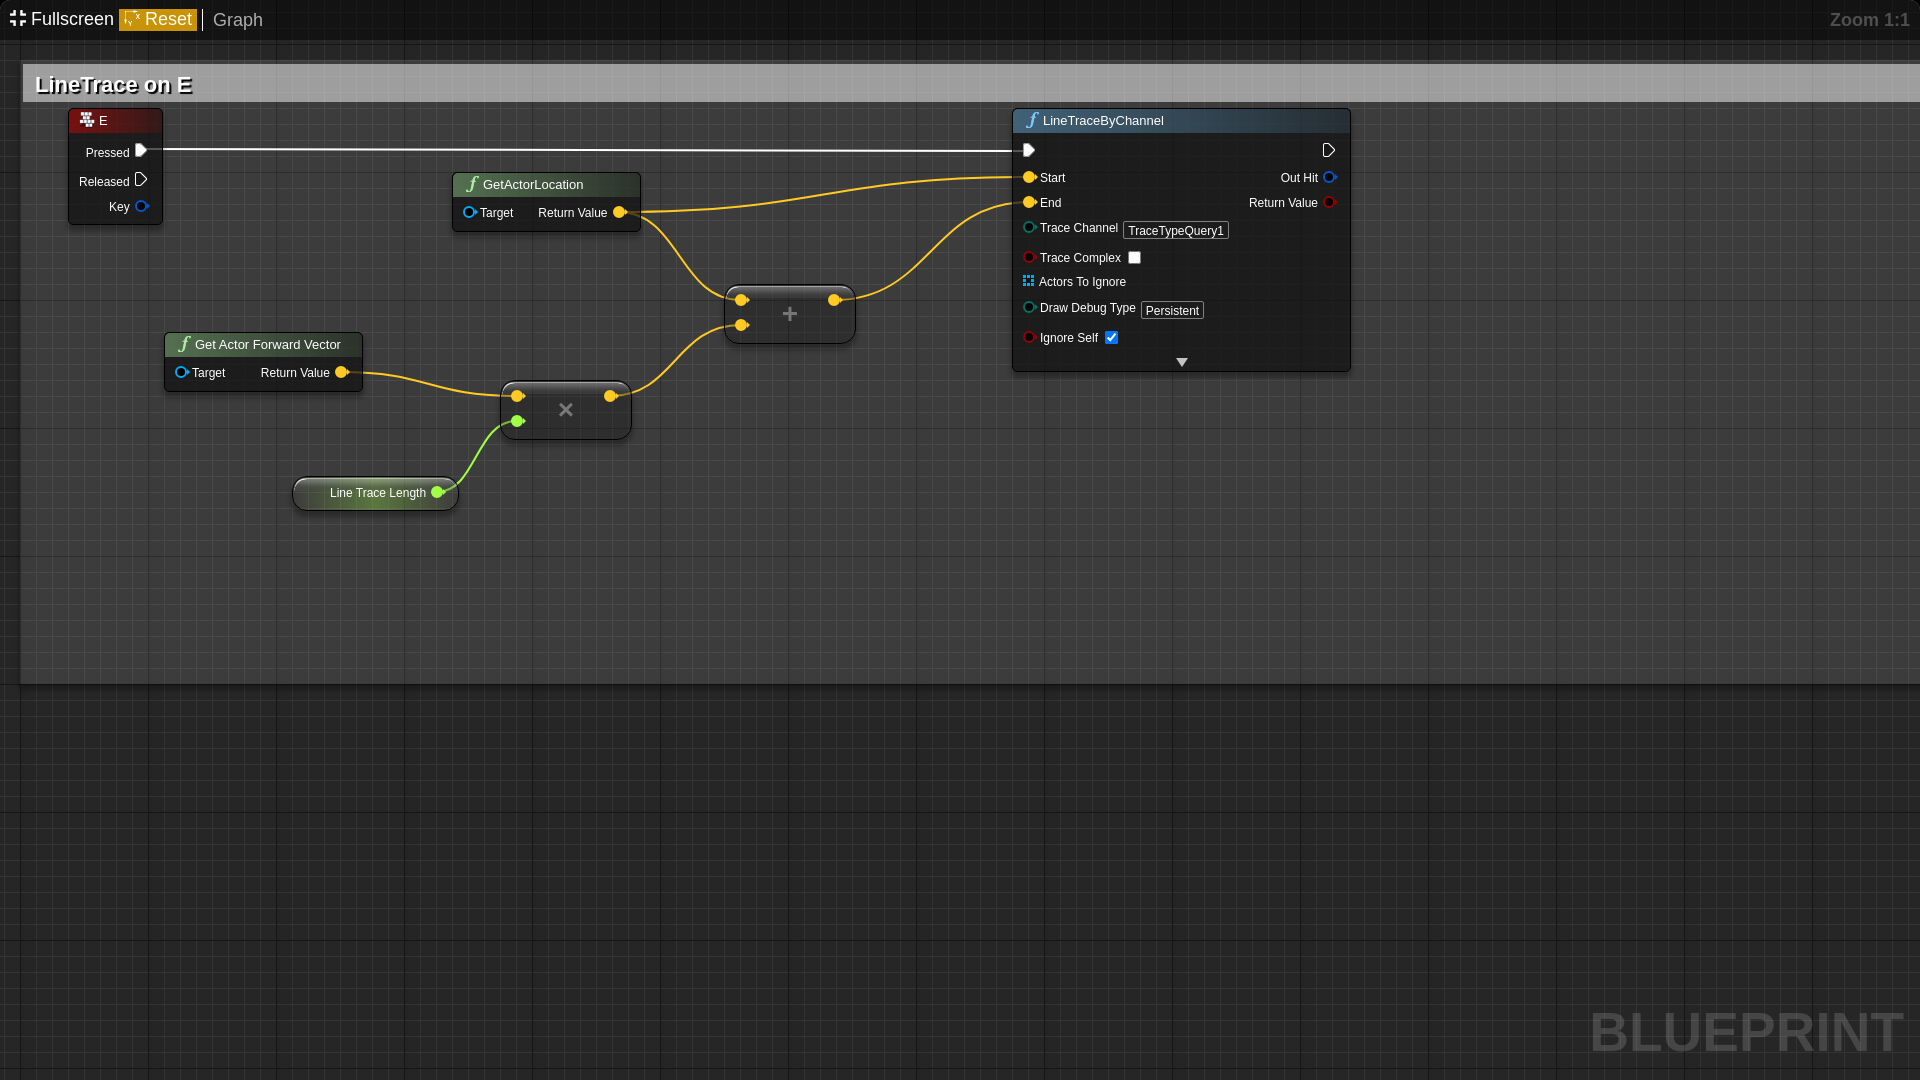 Fullscreen Reset Graph Zoom 1:1
LineTrace on E
E
Pressed
Released
Key
GetActorLocation
Target Return Value
Get Actor Forward Vector
Target Return Value
Line Trace Length
×
+
LineTraceByChannel
Start Out Hit
End Return Value
Trace Channel TraceTypeQuery1
Trace Complex
Actors To Ignore
Draw Debug Type Persistent
Ignore Self
BLUEPRINT